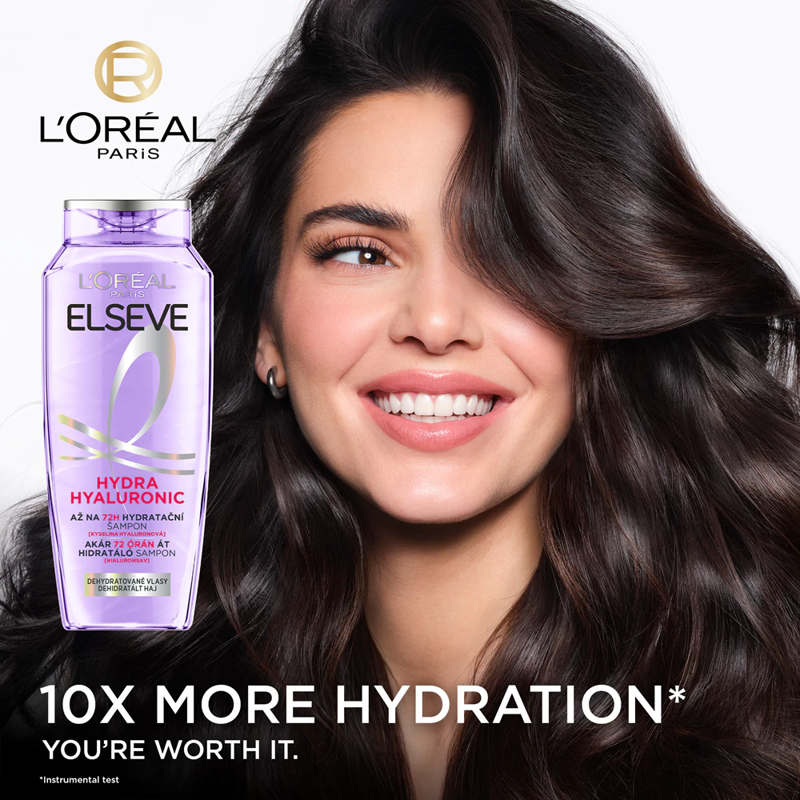 L'ORÉAL
PARiS
L'ORÉAL
PARIS
ELSEVE
HYDRA
HYALURONIC
AŽ NA 72H HYDRATAČNÍ
ŠAMPON
[KYSELINA HYALURONOVÁ]
AKÁR 72 ÓRÁN ÁT
HIDRATÁLÓ SAMPON
[HIALURONSAV]
DEHYDRATOVANÉ VLASY
DEHIDRATÁLT HAJ
10X MORE HYDRATION*
YOU'RE WORTH IT.
*Instrumental test